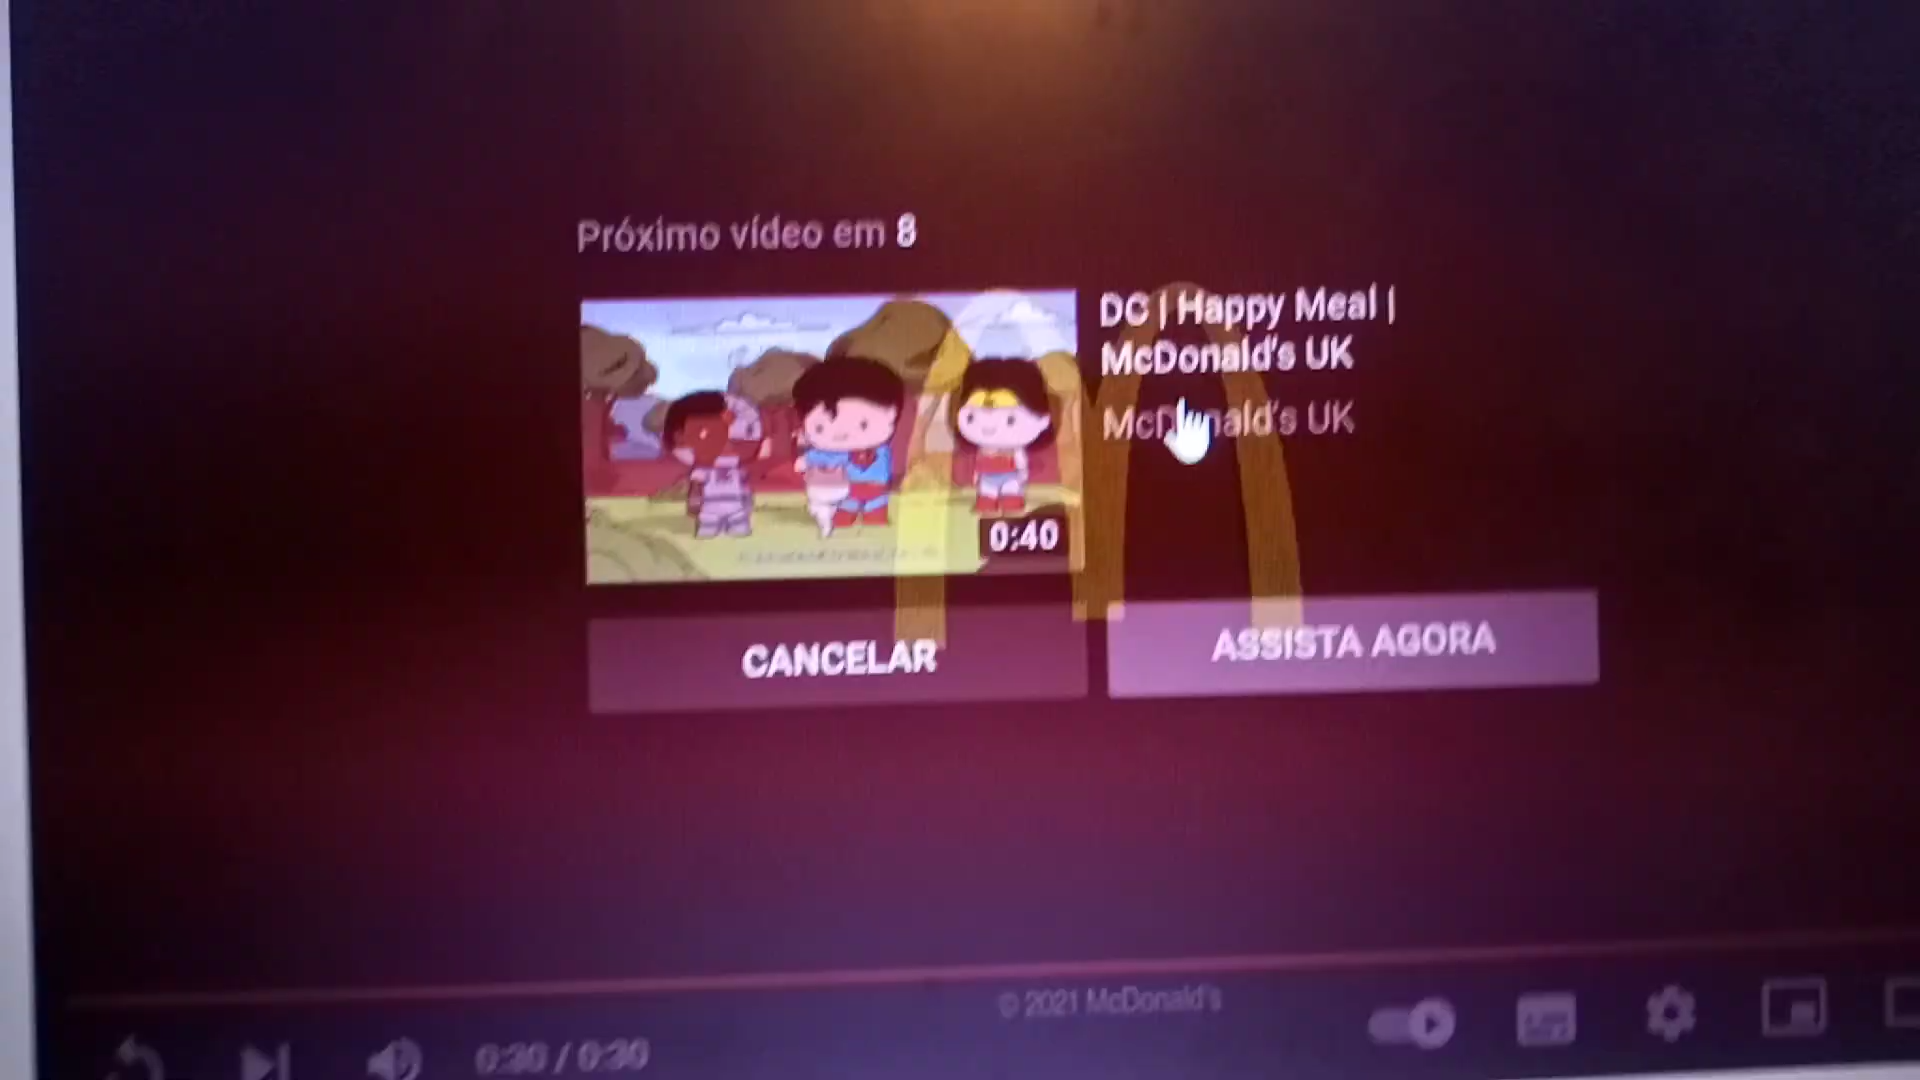 Próximo vídeo em 8
DC | Happy Meal |
McDonald's UK
McDonald's UK
0:40
CANCELAR
ASSISTA AGORA
© 2021 McDonald's
0:30 / 0:30